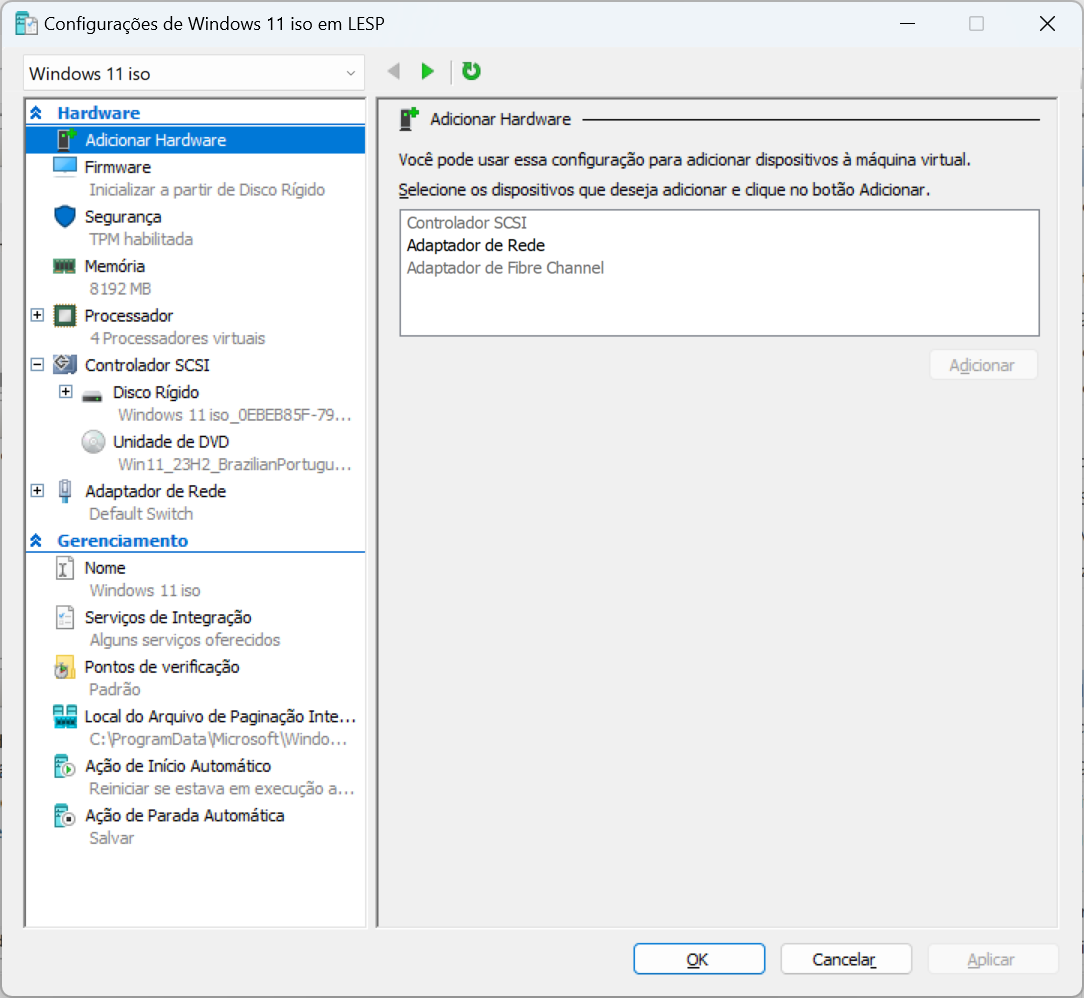 Configurações de Windows 11 iso em LESP
Windows 11 iso
Hardware
Adicionar Hardware
Firmware
Inicializar a partir de Disco Rígido
Segurança
TPM habilitada
Memória
8192 MB
Processador
4 Processadores virtuais
Controlador SCSI
Disco Rígido
Windows 11 iso_0EBEB85F-79...
Unidade de DVD
Win11_23H2_BrazilianPortugu...
Adaptador de Rede
Default Switch
Gerenciamento
Nome
Windows 11 iso
Serviços de Integração
Alguns serviços oferecidos
Pontos de verificação
Padrão
Local do Arquivo de Paginação Inte...
C:\ProgramData\Microsoft\Windo...
Ação de Início Automático
Reiniciar se estava em execução a...
Ação de Parada Automática
Salvar
Adicionar Hardware
Você pode usar essa configuração para adicionar dispositivos à máquina virtual.
Selecione os dispositivos que deseja adicionar e clique no botão Adicionar.
Controlador SCSI
Adaptador de Rede
Adaptador de Fibre Channel
Adicionar
OK
Cancelar
Aplicar